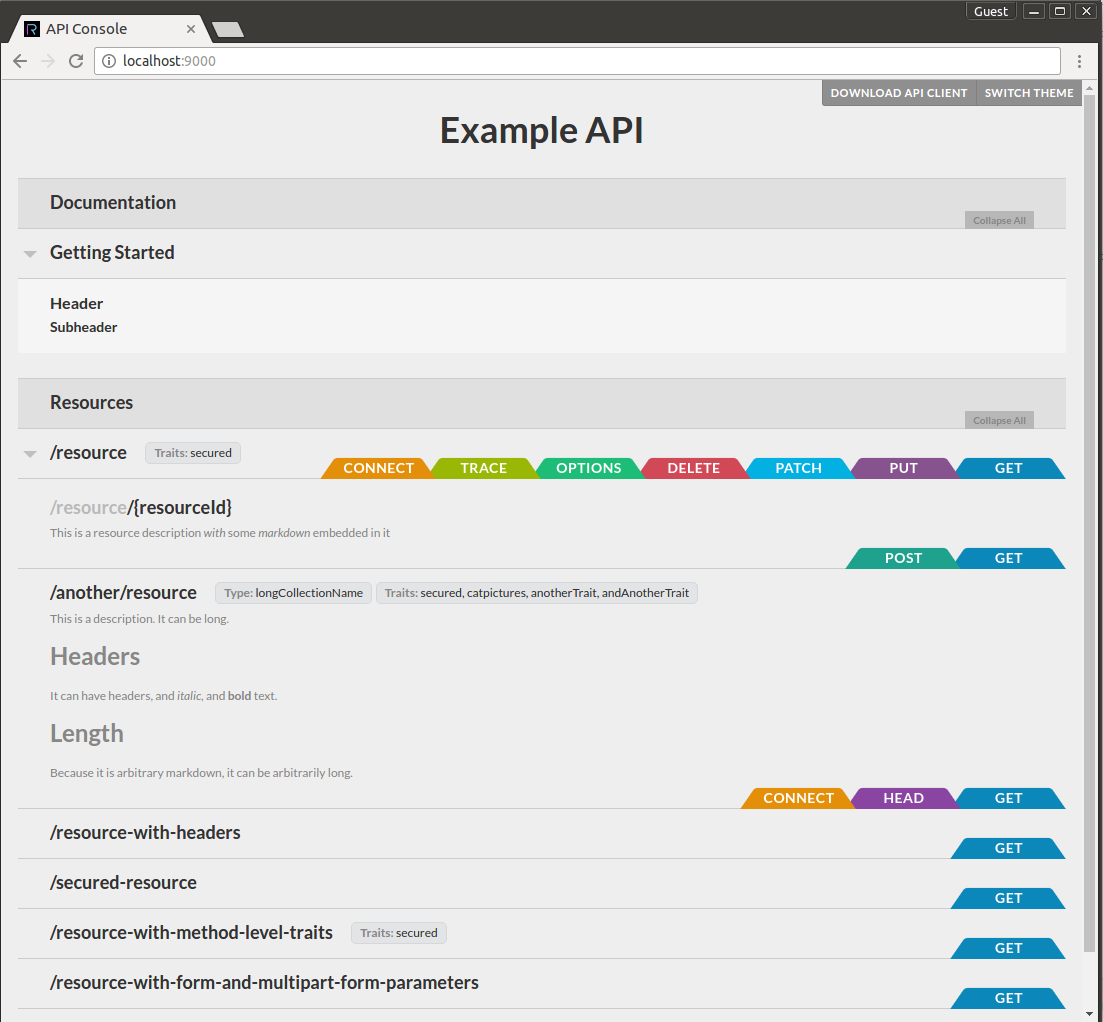 Guest
API Console
localhost:9000
DOWNLOAD API CLIENT SWITCH THEME
Example API
Documentation
Collapse All
Getting Started
Header
Subheader
Resources
Collapse All
/resource Traits: secured
CONNECT TRACE OPTIONS DELETE PATCH PUT GET
/resource/{resourceId}
This is a resource description with some markdown embedded in it
POST GET
/another/resource Type: longCollectionName Traits: secured, catpictures, anotherTrait, andAnotherTrait
This is a description. It can be long.
Headers
It can have headers, and italic, and bold text.
Length
Because it is arbitrary markdown, it can be arbitrarily long.
CONNECT HEAD GET
/resource-with-headers
GET
/secured-resource
GET
/resource-with-method-level-traits Traits: secured
GET
/resource-with-form-and-multipart-form-parameters
GET